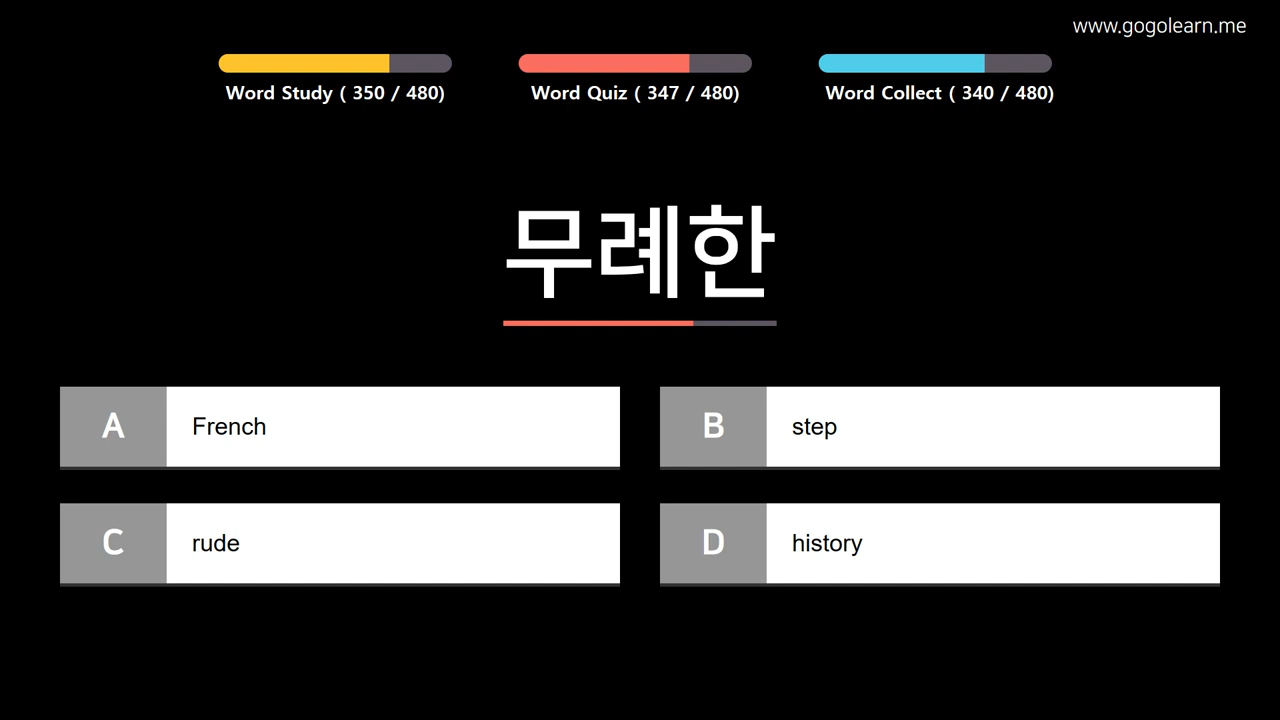 www.gogolearn.me
Word Study ( 350 / 480)
Word Quiz ( 347 / 480)
Word Collect ( 340 / 480)
무례한
A French
B step
C rude
D history